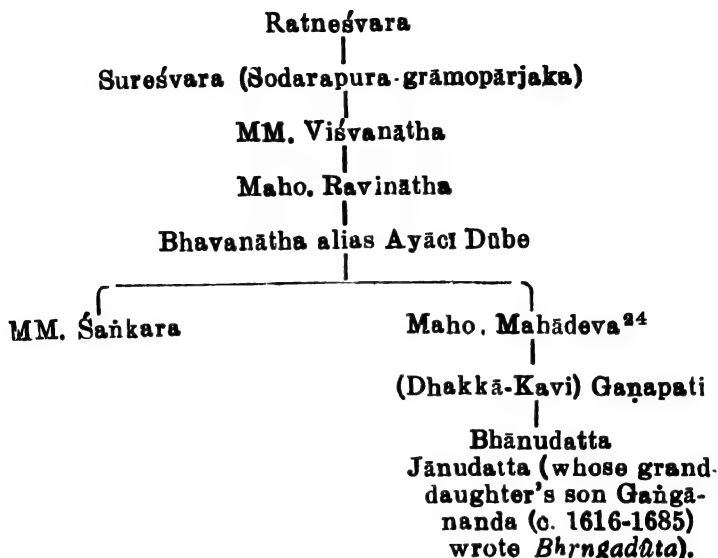 Ratneśvara
Sureśvara (Sodarapura-grāmopārjaka)
MM. Viśvanātha
Maho. Ravinātha
Bhavanātha alias Ayācī Dūbe
MM. Śaṅkara
Maho. Mahādeva²⁴
(Dhakkā-Kavi) Gaṇapati
Bhānudatta
Jānudatta (whose grand-
daughter's son Gaṅgā-
nanda (c. 1616-1685)
wrote Bhṛngadūta).